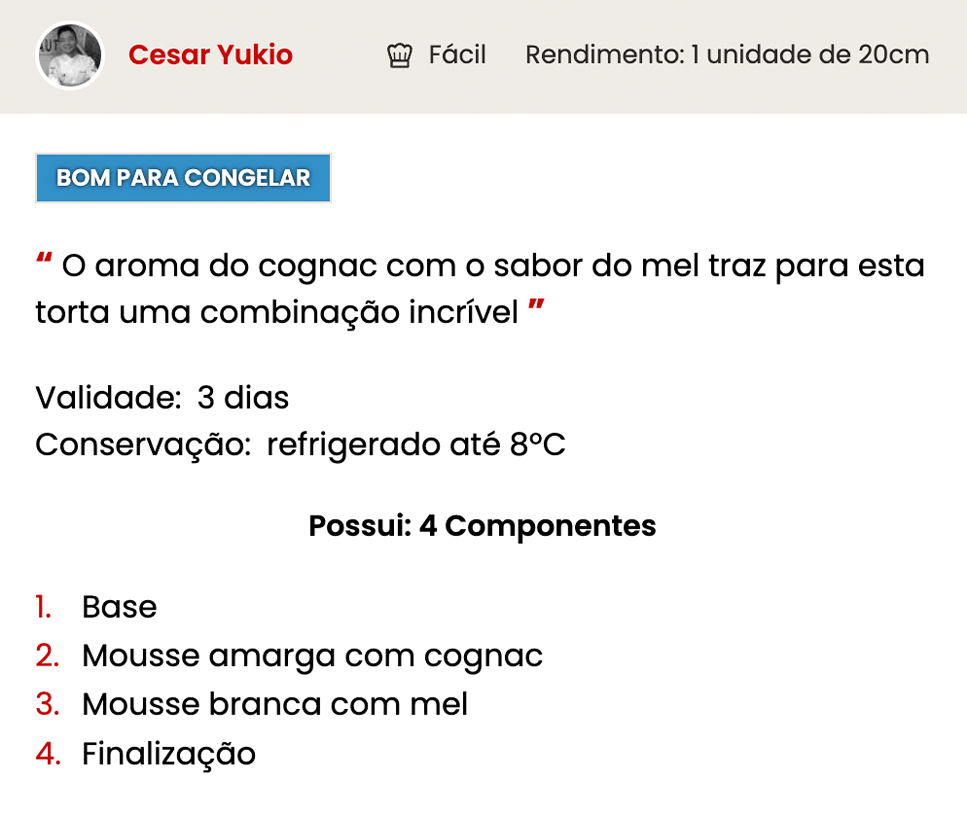 Cesar Yukio Fácil Rendimento: 1 unidade de 20cm
BOM PARA CONGELAR
“ O aroma do cognac com o sabor do mel traz para esta
torta uma combinação incrível ”
Validade: 3 dias
Conservação: refrigerado até 8ºC
Possui: 4 Componentes
1. Base
2. Mousse amarga com cognac
3. Mousse branca com mel
4. Finalização